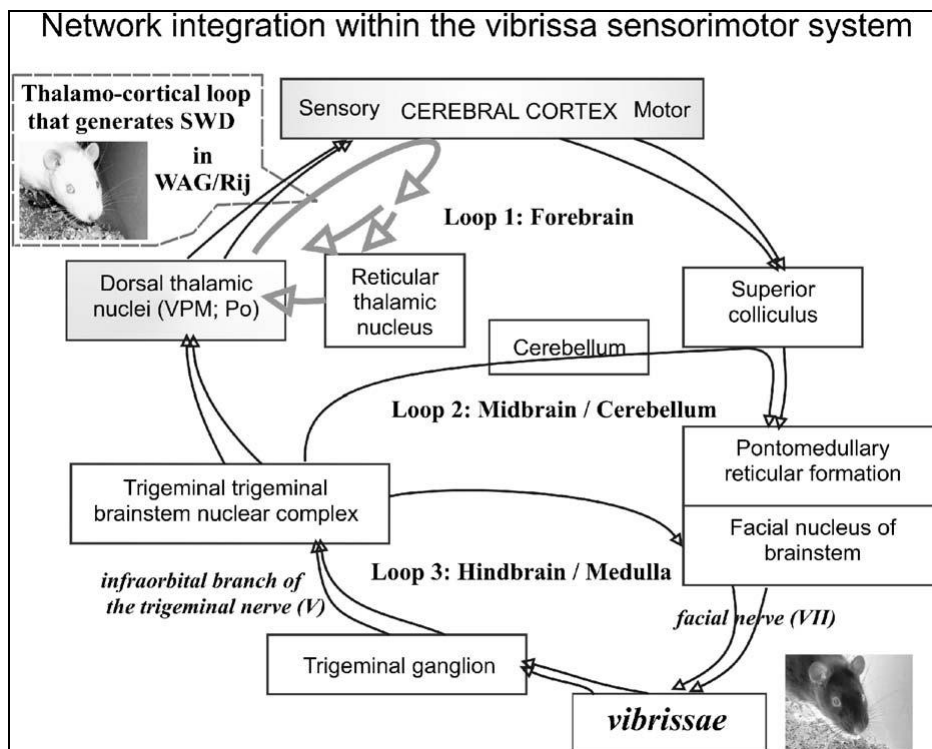 Network integration within the vibrissa sensorimotor system
Thalamo-cortical loop
that generates SWD
in
WAG/Rij
Sensory CEREBRAL CORTEX Motor
Loop 1: Forebrain
Dorsal thalamic
nuclei (VPM; Po)
Reticular
thalamic
nucleus
Superior
colliculus
Cerebellum
Loop 2: Midbrain / Cerebellum
Pontomedullary
reticular formation
Trigeminal trigeminal
brainstem nuclear complex
Facial nucleus of
brainstem
Loop 3: Hindbrain / Medulla
infraorbital branch of
the trigeminal nerve (V)
facial nerve (VII)
Trigeminal ganglion
vibrissae